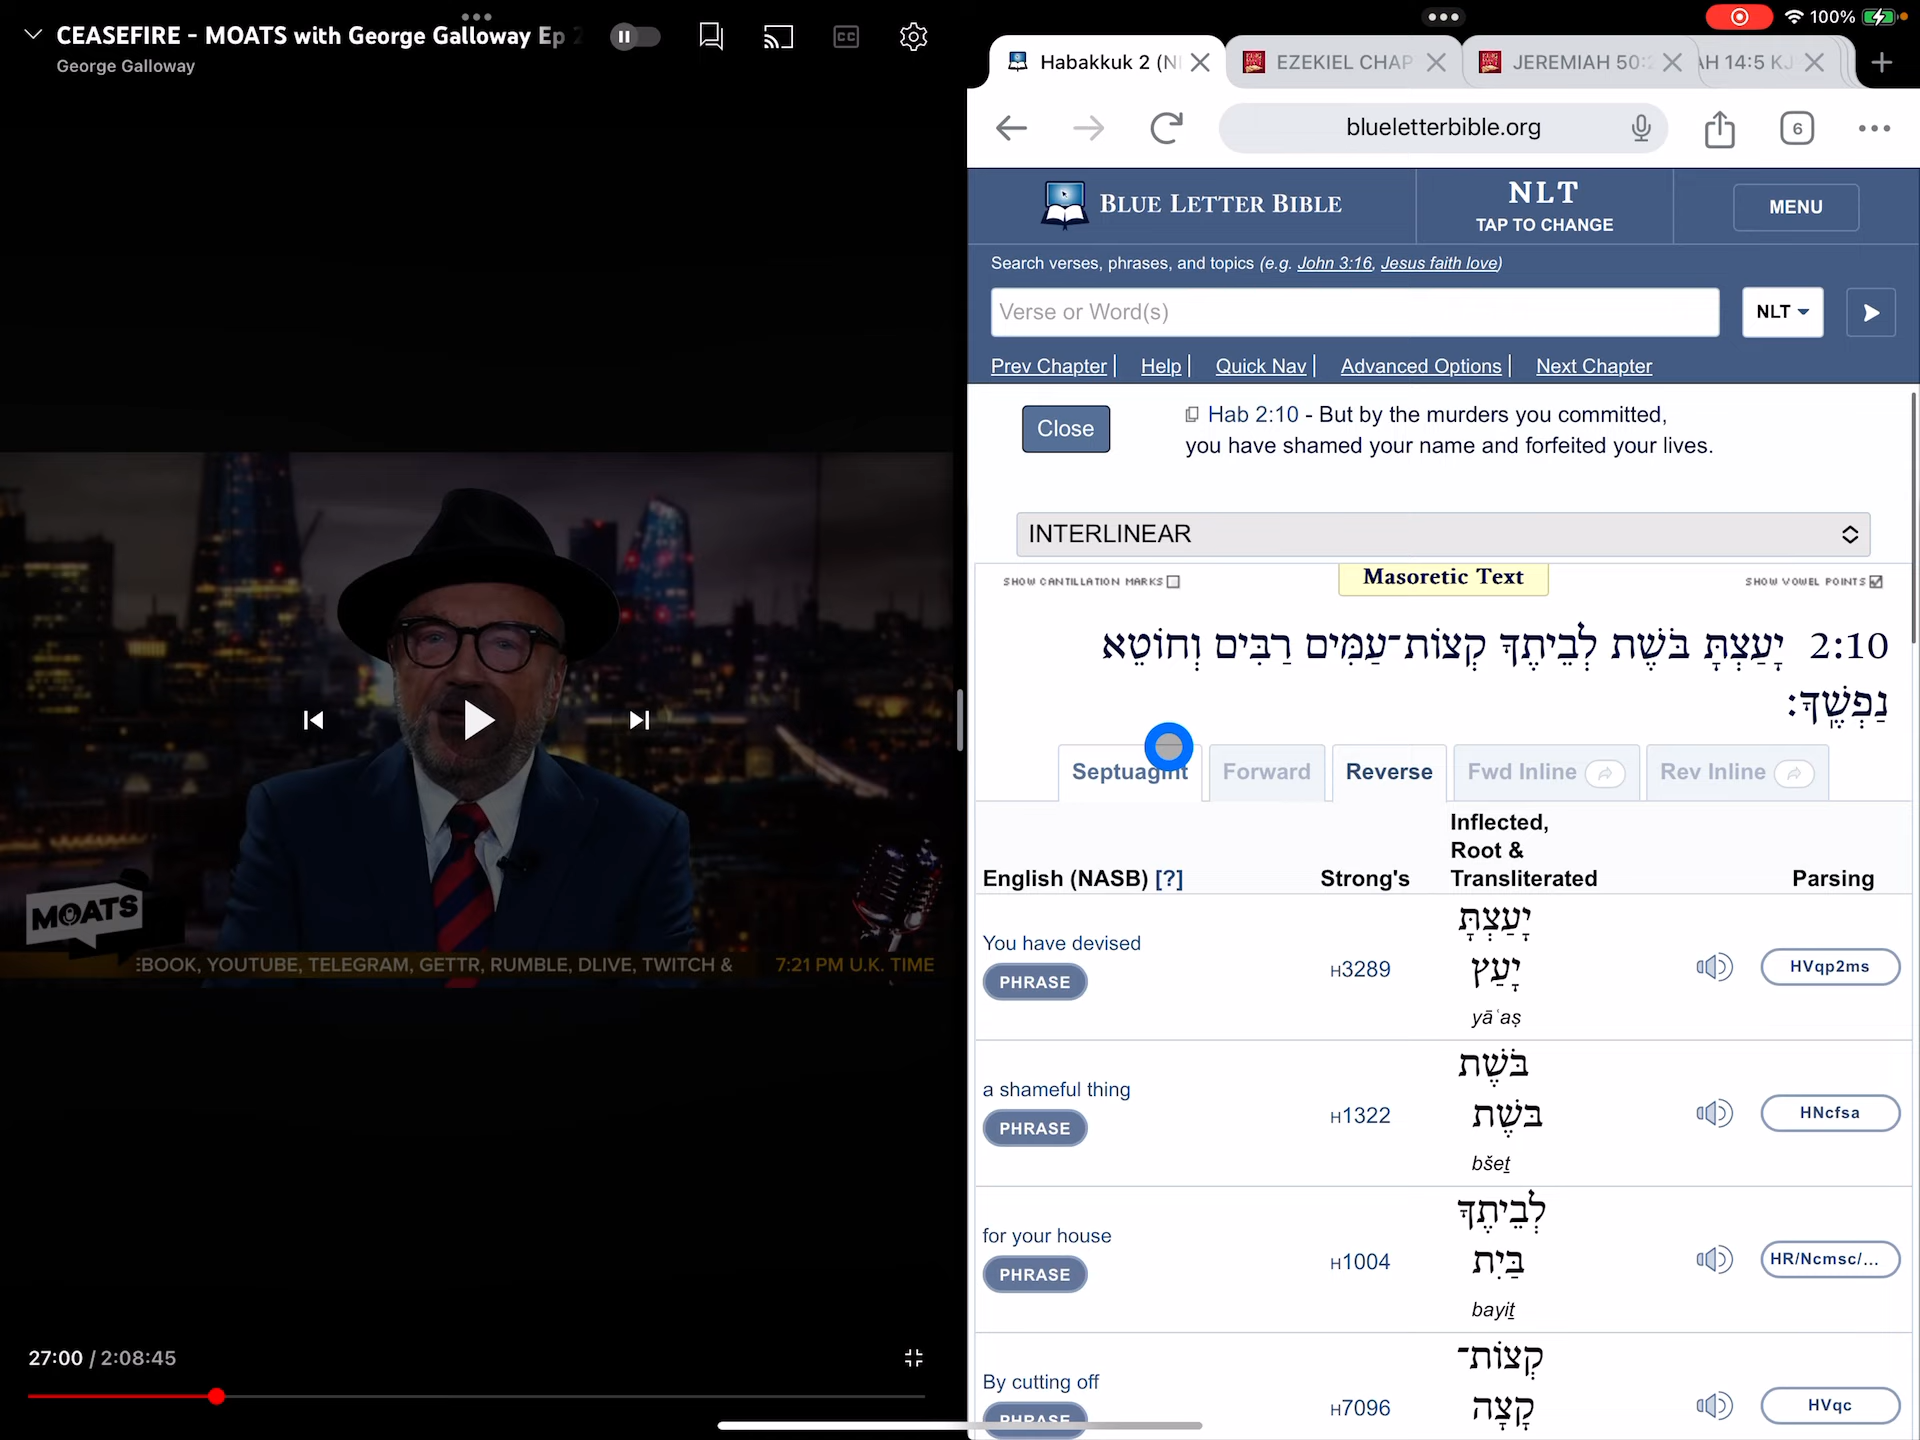 CEASEFIRE - MOATS with George Galloway Ep
George Galloway
CC
MOATS
:EBOOK, YOUTUBE, TELEGRAM, GETTR, RUMBLE, DLIVE, TWITCH &
7:21 PM U.K. TIME
27:00 / 2:08:45
100%
Habakkuk 2 (N
EZEKIEL CHAP
JEREMIAH 50:
AH 14:5 KJ
blueletterbible.org
6
BLUE LETTER BIBLE
NLT
TAP TO CHANGE
MENU
Search verses, phrases, and topics (e.g. John 3:16, Jesus faith love)
Verse or Word(s)
NLT
Prev Chapter | Help | Quick Nav | Advanced Options | Next Chapter
Close
Hab 2:10 - But by the murders you committed,
you have shamed your name and forfeited your lives.
INTERLINEAR
SHOW CANTILLATION MARKS
Masoretic Text
SHOW VOWEL POINTS
2:10 יָעַצְתָּ בֹּשֶׁת לְבֵיתֶךָ קְצוֹת־עַמִּים רַבִּים וְחוֹטֵא
נַפְשֶֽׁךָ׃
Septuagint
Forward
Reverse
Fwd Inline
Rev Inline
English (NASB) [?]
Strong's
Inflected,
Root &
Transliterated
Parsing
You have devised
PHRASE
H3289
יָעַצְתָּ
יָעַץ
yāʿaṣ
HVqp2ms
a shameful thing
PHRASE
H1322
בֹּשֶׁת
בּשֶׁת
bšeṯ
HNcfsa
for your house
PHRASE
H1004
לְבֵיתֶךָ
בַּיִת
bayiṯ
HR/Ncmsc/...
By cutting off
PHRASE
H7096
קְצוֹת־
קָצָה
HVqc